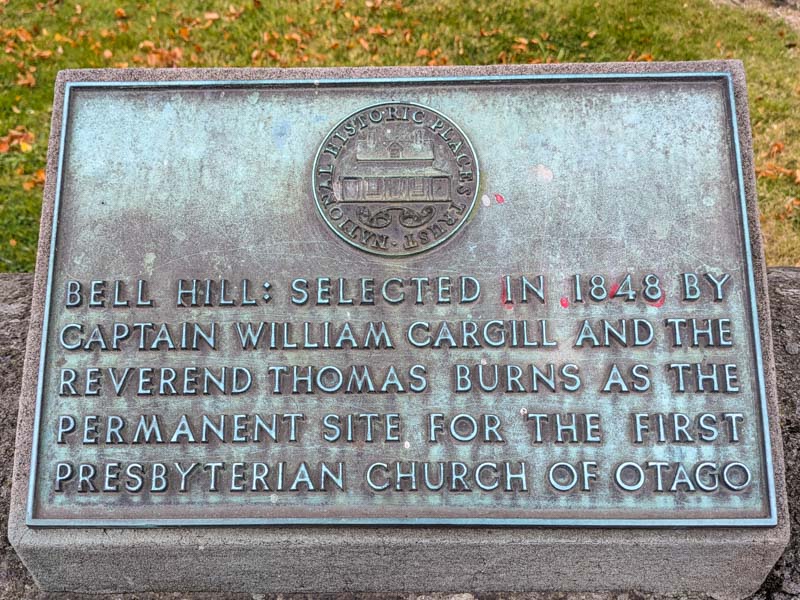 NATIONAL HISTORIC PLACES TRUST
BELL HILL: SELECTED IN 1848 BY
CAPTAIN WILLIAM CARGILL AND THE
REVEREND THOMAS BURNS AS THE
PERMANENT SITE FOR THE FIRST
PRESBYTERIAN CHURCH OF OTAGO